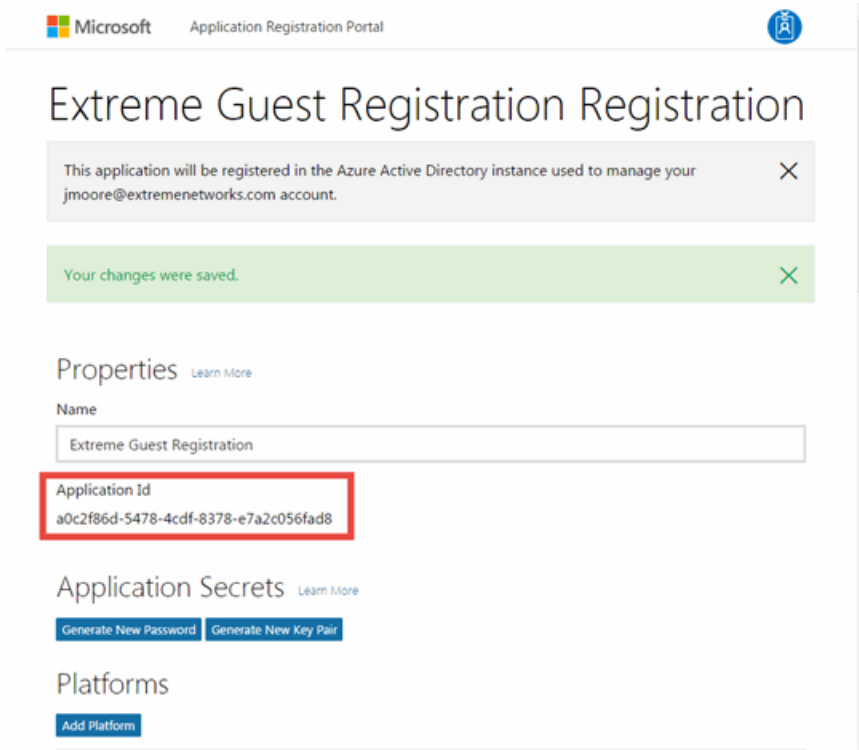 Microsoft Application Registration Portal
Extreme Guest Registration Registration
This application will be registered in the Azure Active Directory instance used to manage your
jmoore@extremenetworks.com account.
Your changes were saved.
Properties Learn More
Name
Extreme Guest Registration
Application Id
a0c2f86d-5478-4cdf-8378-e7a2c056fad8
Application Secrets Learn More
Generate New Password Generate New Key Pair
Platforms
Add Platform